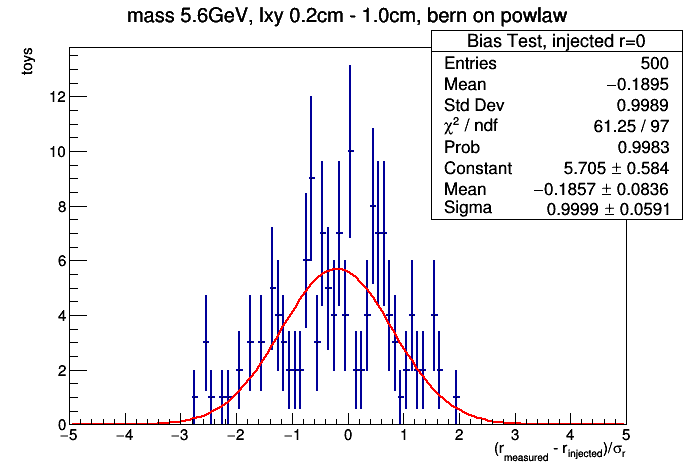 mass 5.6GeV, lxy 0.2cm - 1.0cm, bern on powlaw
toys
Bias Test, injected r=0
Entries 500
Mean −0.1895
Std Dev 0.9989
χ² / ndf 61.25 / 97
Prob 0.9983
Constant 5.705 ± 0.584
Mean −0.1857 ± 0.0836
Sigma 0.9999 ± 0.0591
12
10
8
6
4
2
0
−5 −4 −3 −2 −1 0 1 2 3 4 5
(r_measured - r_injected)/σ_r